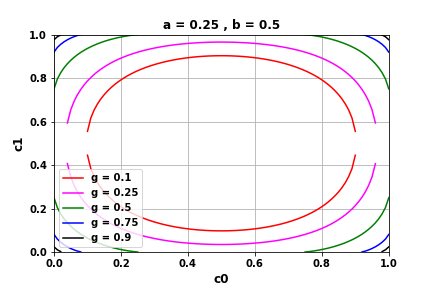 a = 0.25 , b = 0.5
c1
1.0
0.8
0.6
0.4
0.2
0.0
g = 0.1
g = 0.25
g = 0.5
g = 0.75
g = 0.9
0.0 0.2 0.4 0.6 0.8 1.0
c0